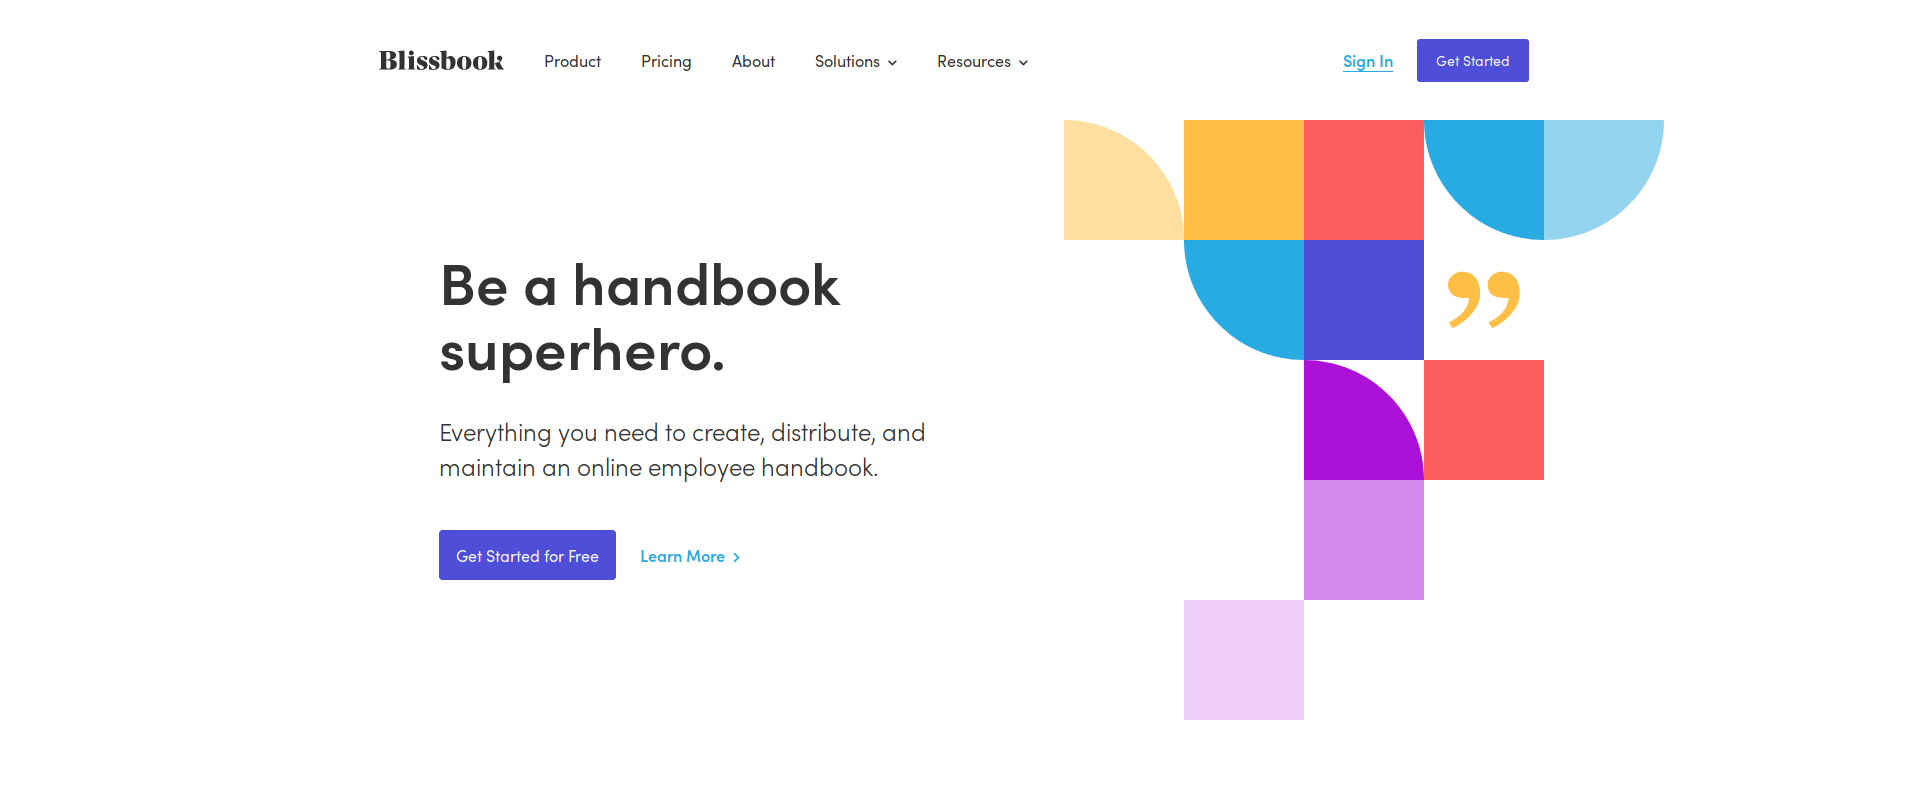 Blissbook
Product
Pricing
About
Solutions
Resources
Sign In
Get Started
Be a handbook
superhero.
”
Everything you need to create, distribute, and
maintain an online employee handbook.
Get Started for Free
Learn More